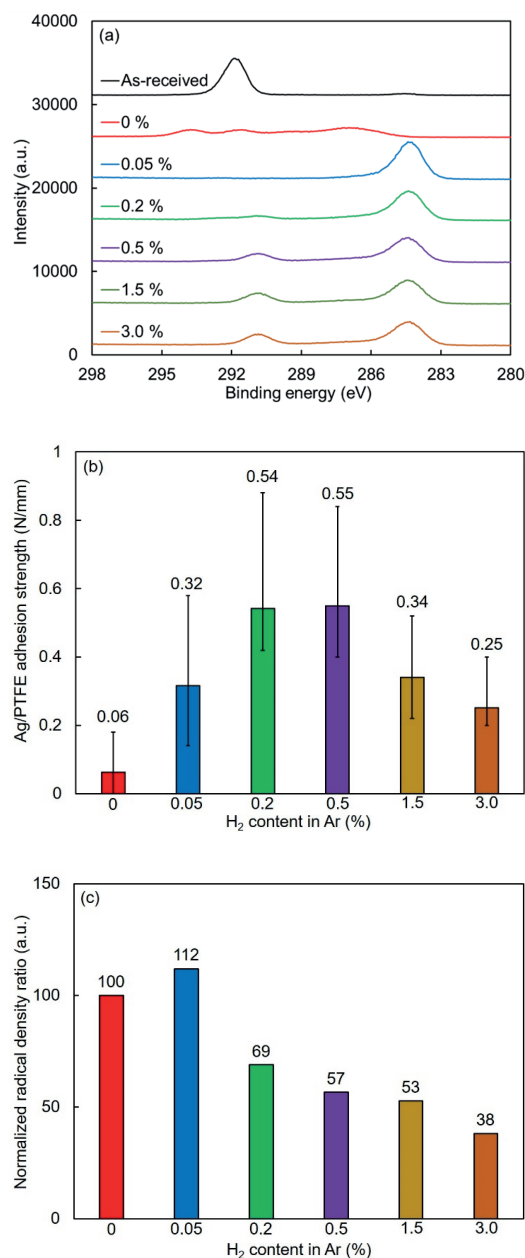 (a)
40000
30000
20000
10000
0
Intensity (a.u.)
As-received
0 %
0.05 %
0.2 %
0.5 %
1.5 %
3.0 %
298 295 292 289 286 283 280
Binding energy (eV)
(b)
1
0.8
0.6
0.4
0.2
0
Ag/PTFE adhesion strength (N/mm)
0.06 0.32 0.54 0.55 0.34 0.25
0 0.05 0.2 0.5 1.5 3.0
H₂ content in Ar (%)
(c)
150
100
50
0
Normalized radical density ratio (a.u.)
100 112 69 57 53 38
0 0.05 0.2 0.5 1.5 3.0
H₂ content in Ar (%)